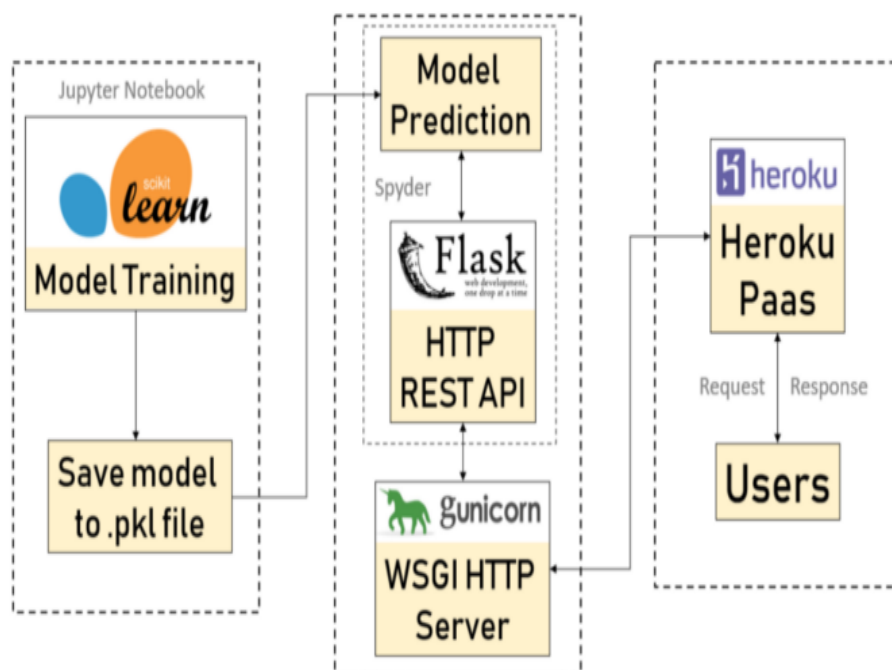 Jupyter Notebook
scikit
learn
Model Training
Save model
to .pkl file
Model
Prediction
Spyder
Flask
web development,
one drop at a time
HTTP
REST API
gunicorn
WSGI HTTP
Server
heroku
Heroku
Paas
Request Response
Users